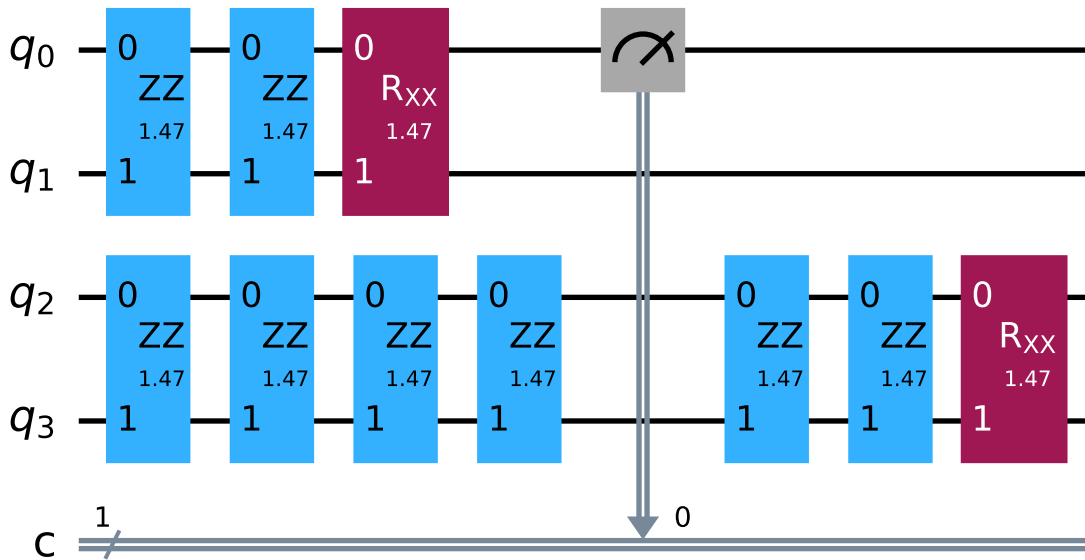 q0 0 0 0
ZZ ZZ RXX
1.47 1.47 1.47
q1 1 1 1
q2 0 0 0 0 0 0 0
ZZ ZZ ZZ ZZ ZZ ZZ RXX
1.47 1.47 1.47 1.47 1.47 1.47 1.47
q3 1 1 1 1 1 1 1
1 0
c